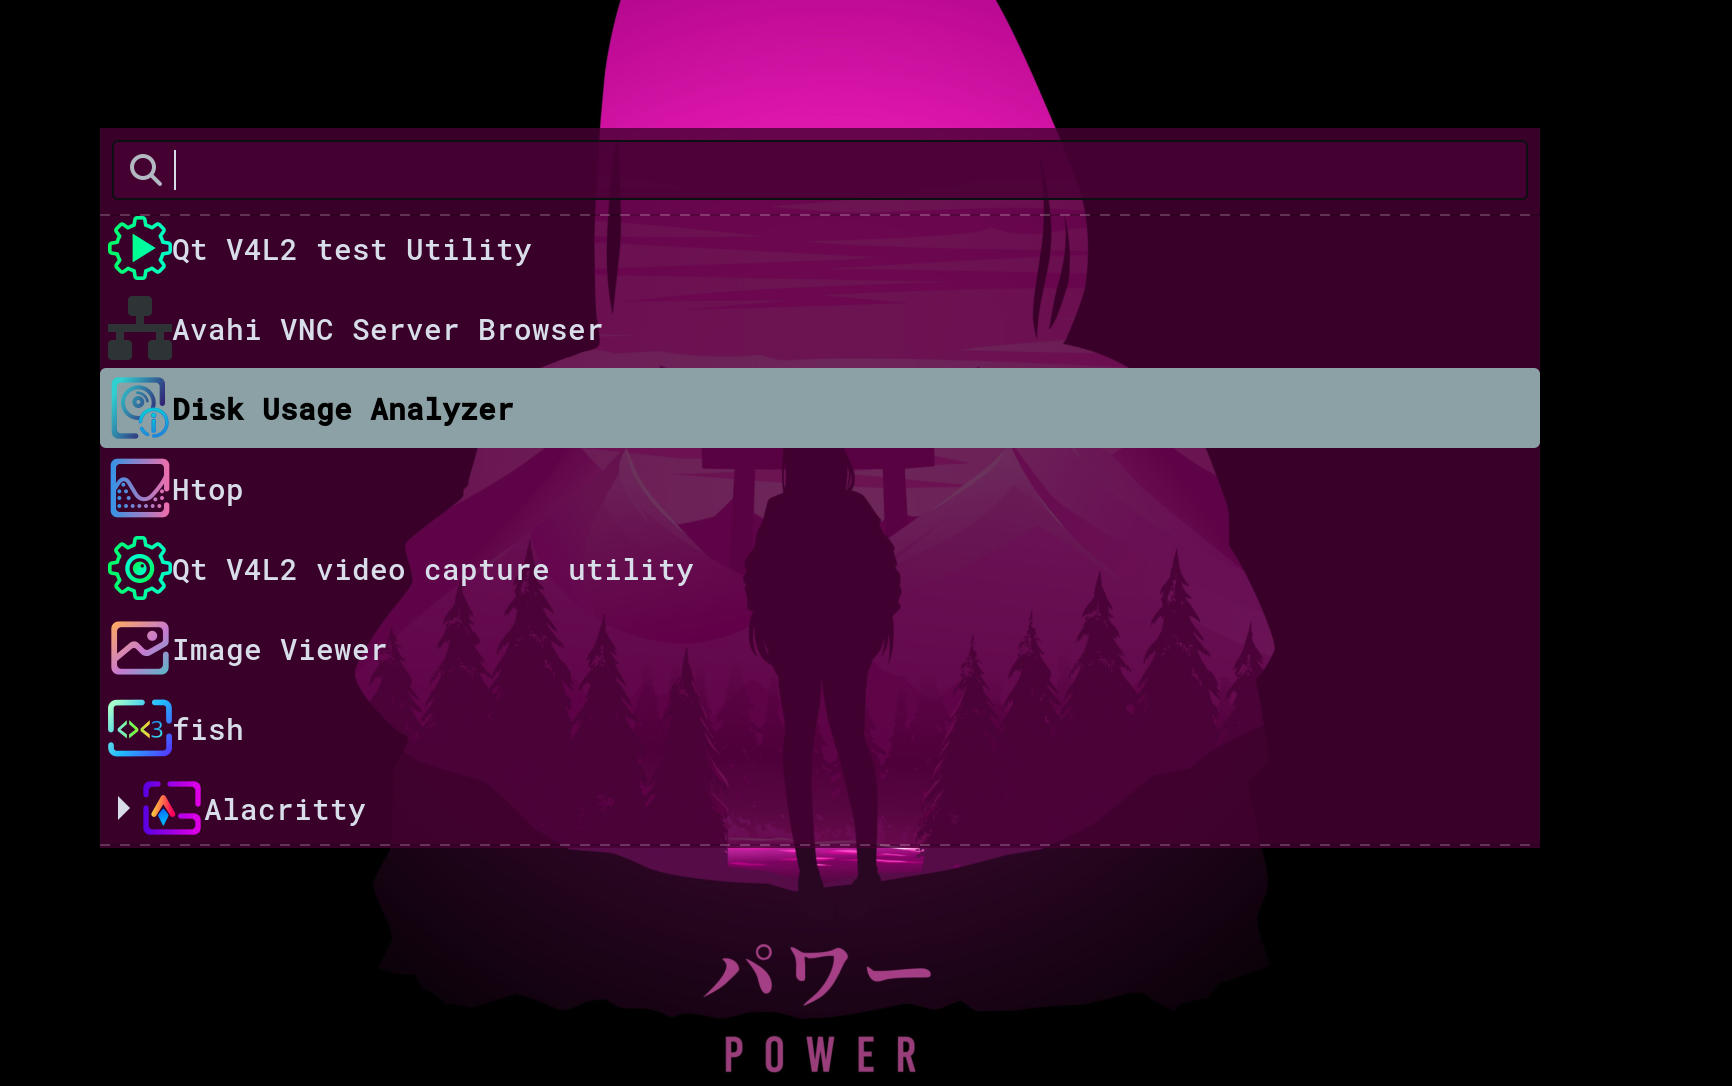 Qt V4L2 test Utility
Avahi VNC Server Browser
Disk Usage Analyzer
Htop
Qt V4L2 video capture utility
Image Viewer
<><3
fish
Alacritty
パワー
POWER